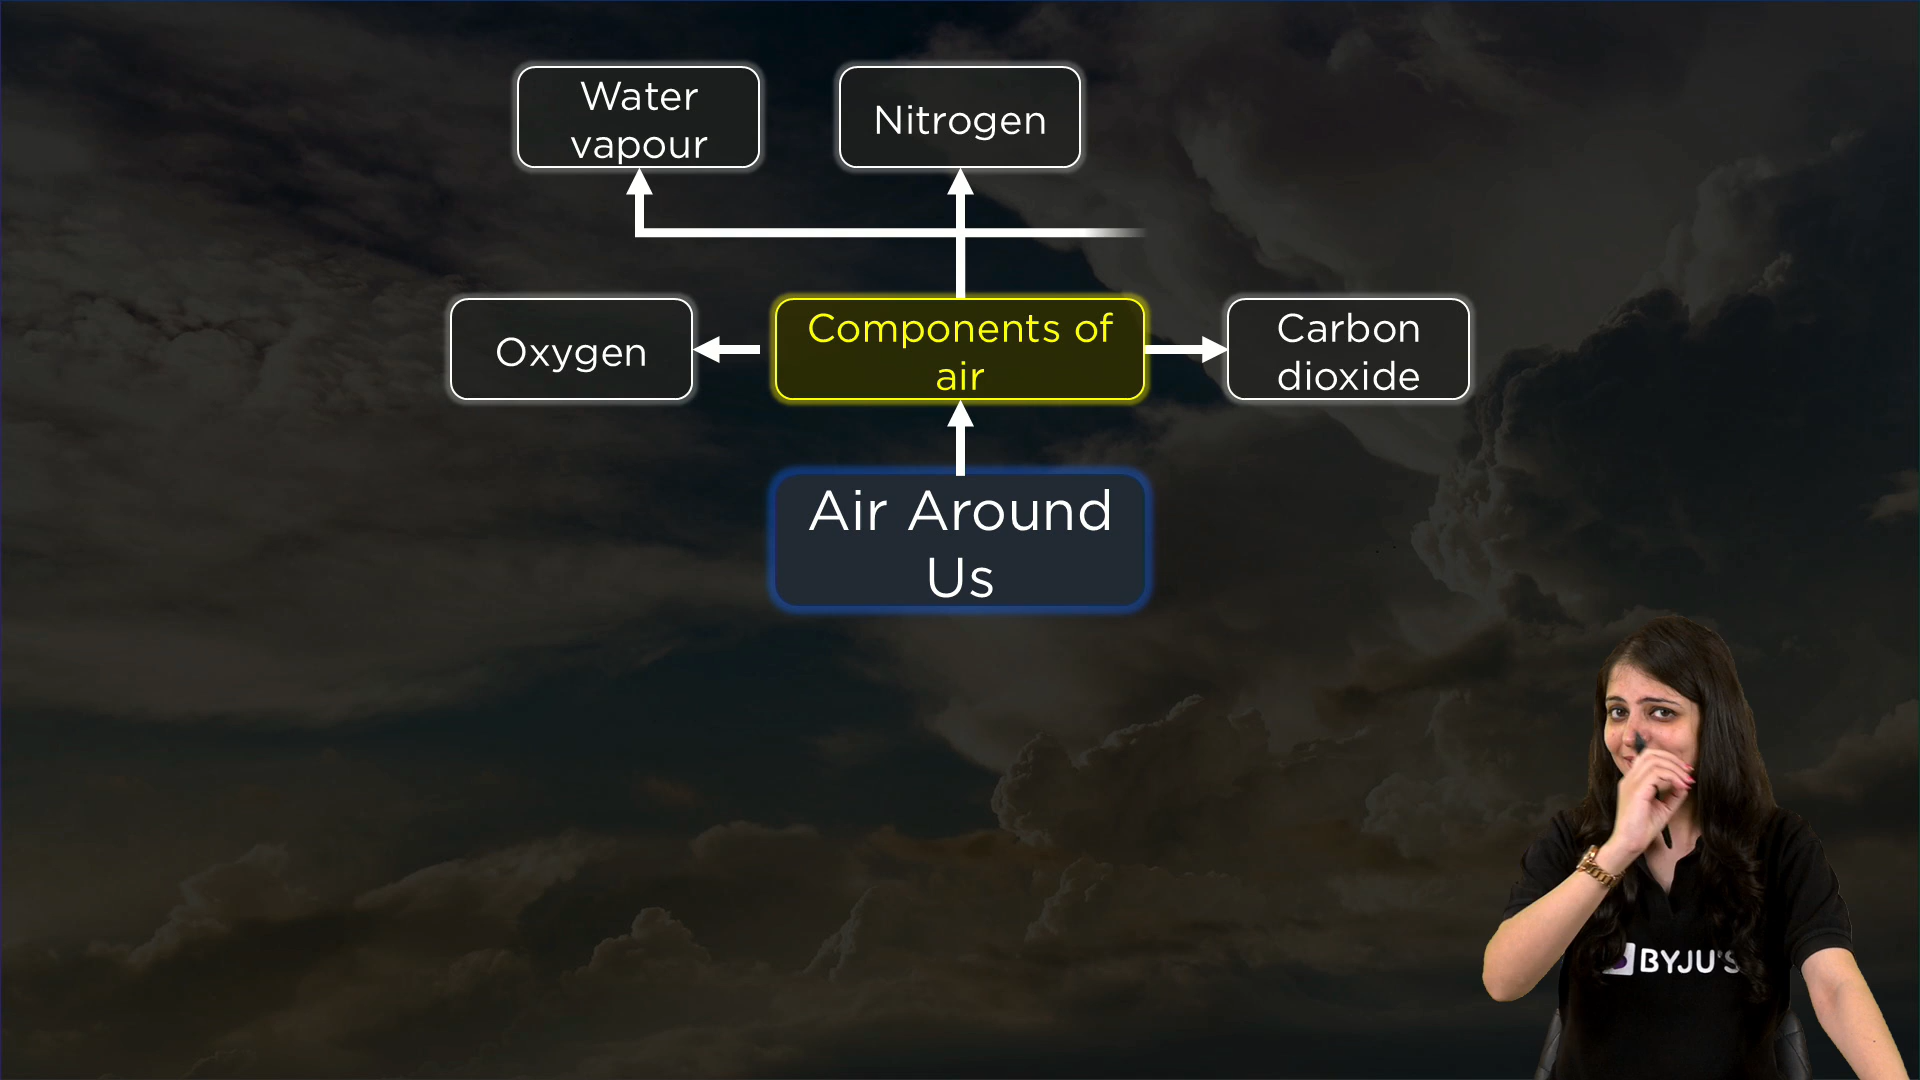 Water
vapour
Nitrogen
Oxygen
Components of
air
Carbon
dioxide
Air Around
Us
BYJU'S